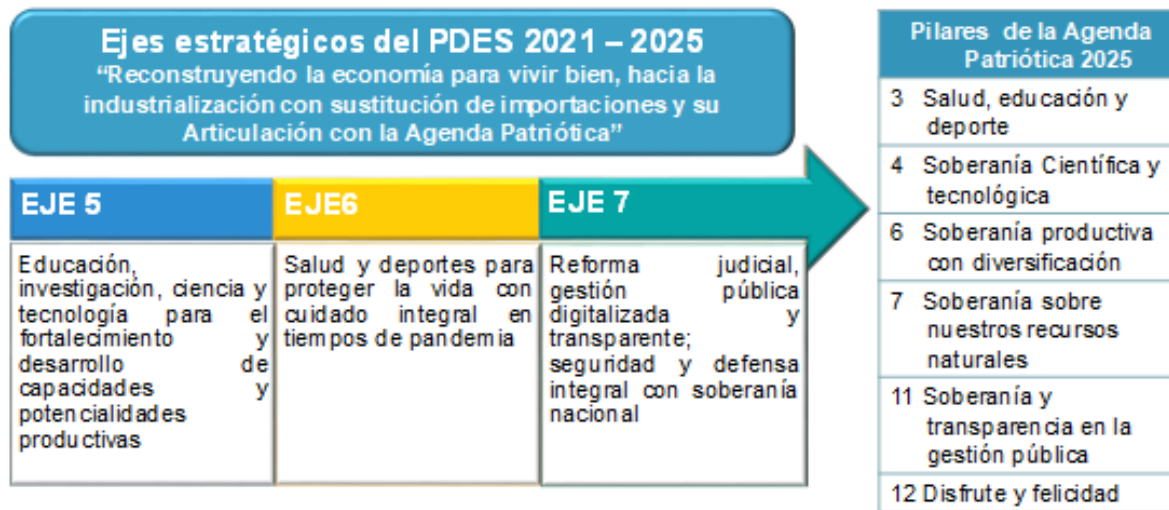 Ejes estratégicos del PDES 2021 – 2025
“Reconstruyendo la economía para vivir bien, hacia la
industrialización con sustitución de importaciones y su
Articulación con la Agenda Patriótica”
EJE 5
Educación,
investigación, ciencia y
tecnología para el
fortalecimiento y
desarrollo de
capacidades y
potencialidades
productivas
EJE6
Salud y deportes para
proteger la vida con
cuidado integral en
tiempos de pandemia
EJE 7
Reforma judicial,
gestión pública
digitalizada y
transparente;
seguridad y defensa
integral con soberanía
nacional
Pilares de la Agenda
Patriótica 2025
3 Salud, educación y
deporte
4 Soberanía Científica y
tecnológica
6 Soberanía productiva
con diversificación
7 Soberanía sobre
nuestros recursos
naturales
11 Soberanía y
transparencia en la
gestión pública
12 Disfrute y felicidad